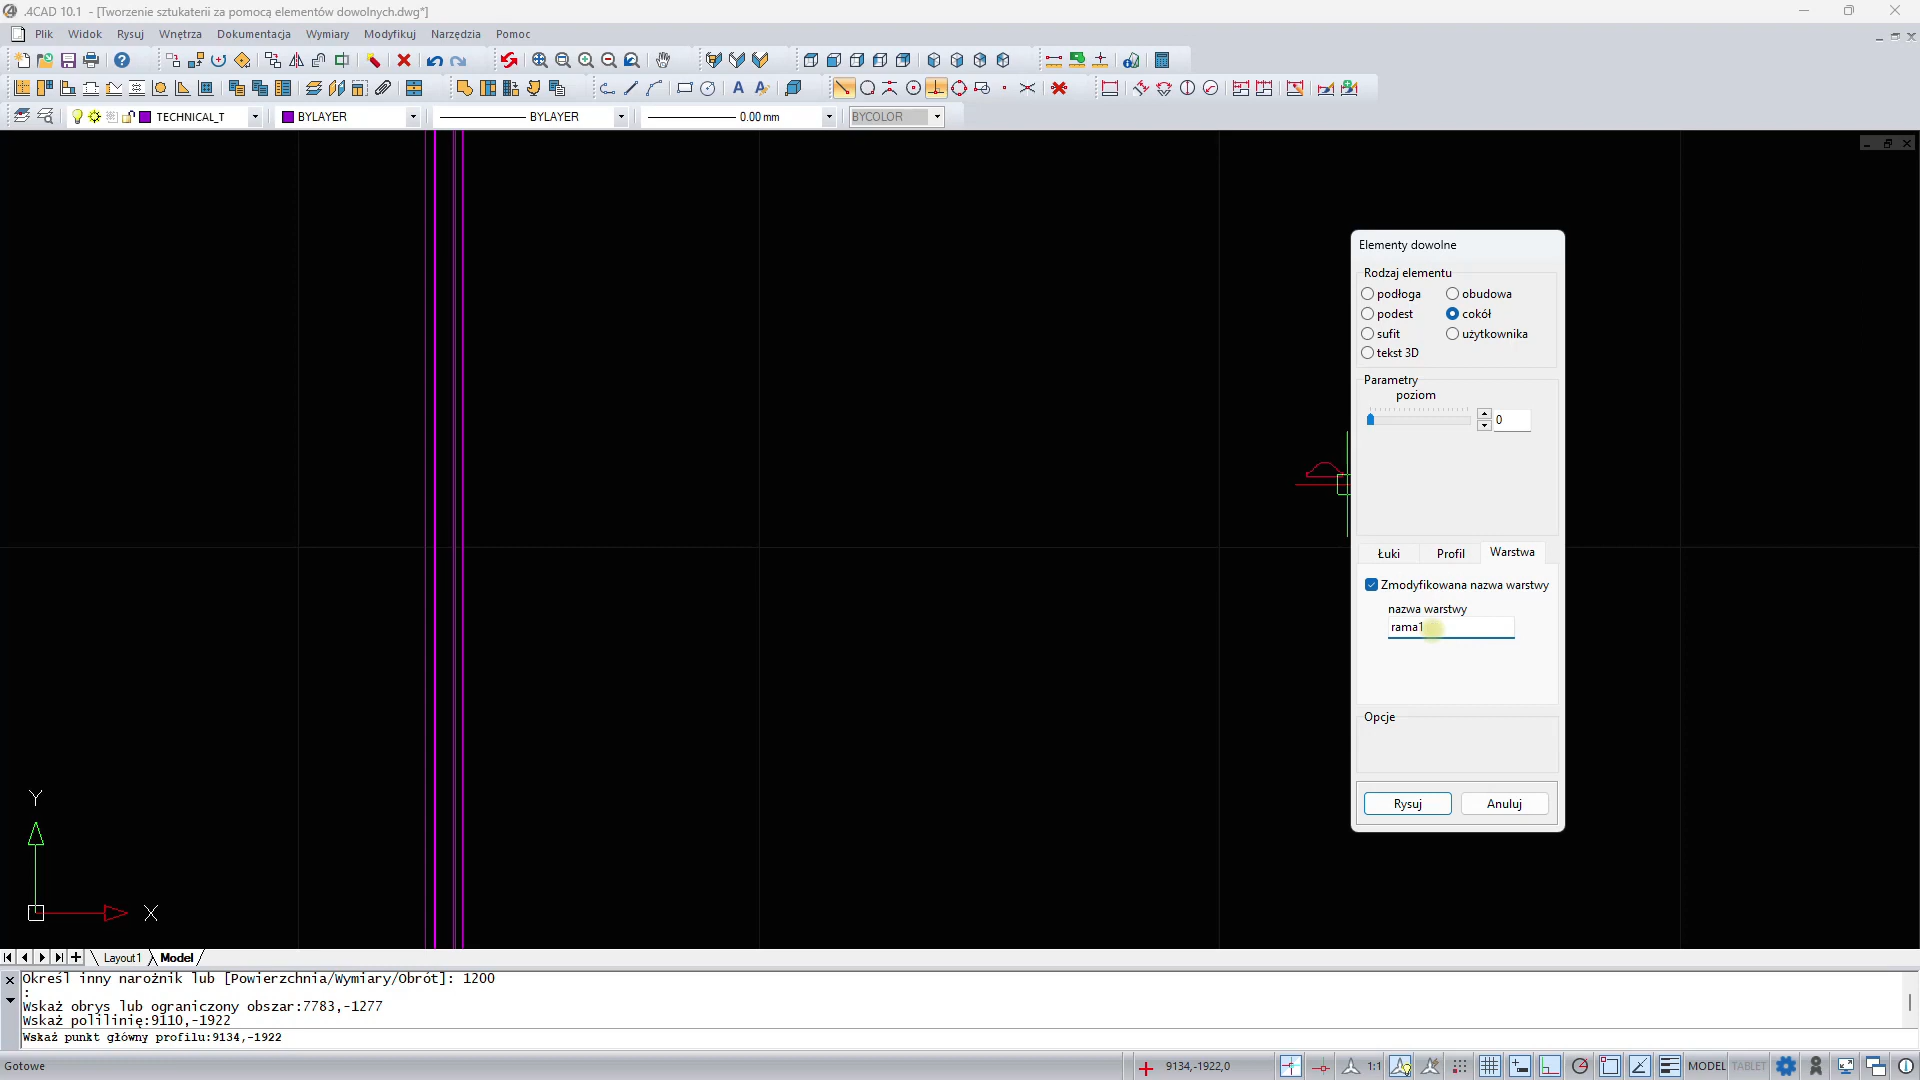 .4CAD 10.1 - [Tworzenie sztukaterii za pomocą elementów dowolnych.dwg*]
Plik Widok Rysuj Wnętrza Dokumentacja Wymiary Modyfikuj Narzędzia Pomoc
TECHNICAL_T BYLAYER BYLAYER 0.00 mm BYCOLOR
Elementy dowolne
Rodzaj elementu
podłoga obudowa
podest cokół
sufit użytkownika
tekst 3D
Parametry
poziom
0
Łuki Profil Warstwa
Zmodyfikowana nazwa warstwy
nazwa warstwy
rama1
Opcje
Rysuj Anuluj
Y
X
Layout1 Model
Określ inny narożnik lub [Powierzchnia/Wymiary/Obrót]: 1200
:
Wskaż obrys lub ograniczony obszar:7783,-1277
Wskaż polilinię:9110,-1922
Wskaż punkt główny profilu:9134,-1922
Gotowe 9134,-1922,0 1:1 MODEL TABLET